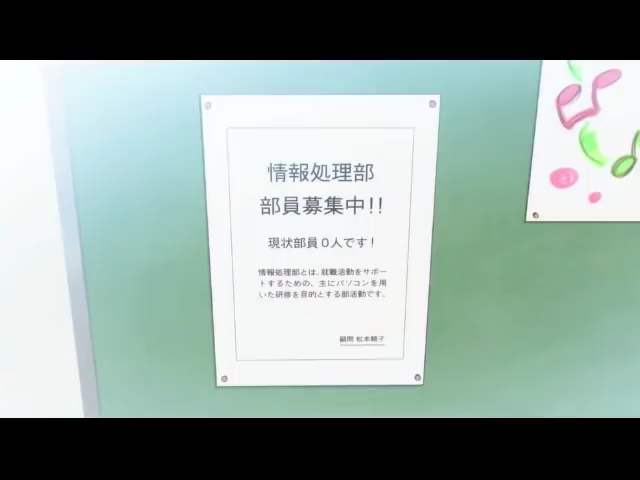 情報処理部
部員募集中!!
現状部員0人です!
情報処理部とは、就職活動をサポー
トするための、主にパソコンを用
いた研修を目的とする部活動です。
顧問 松本